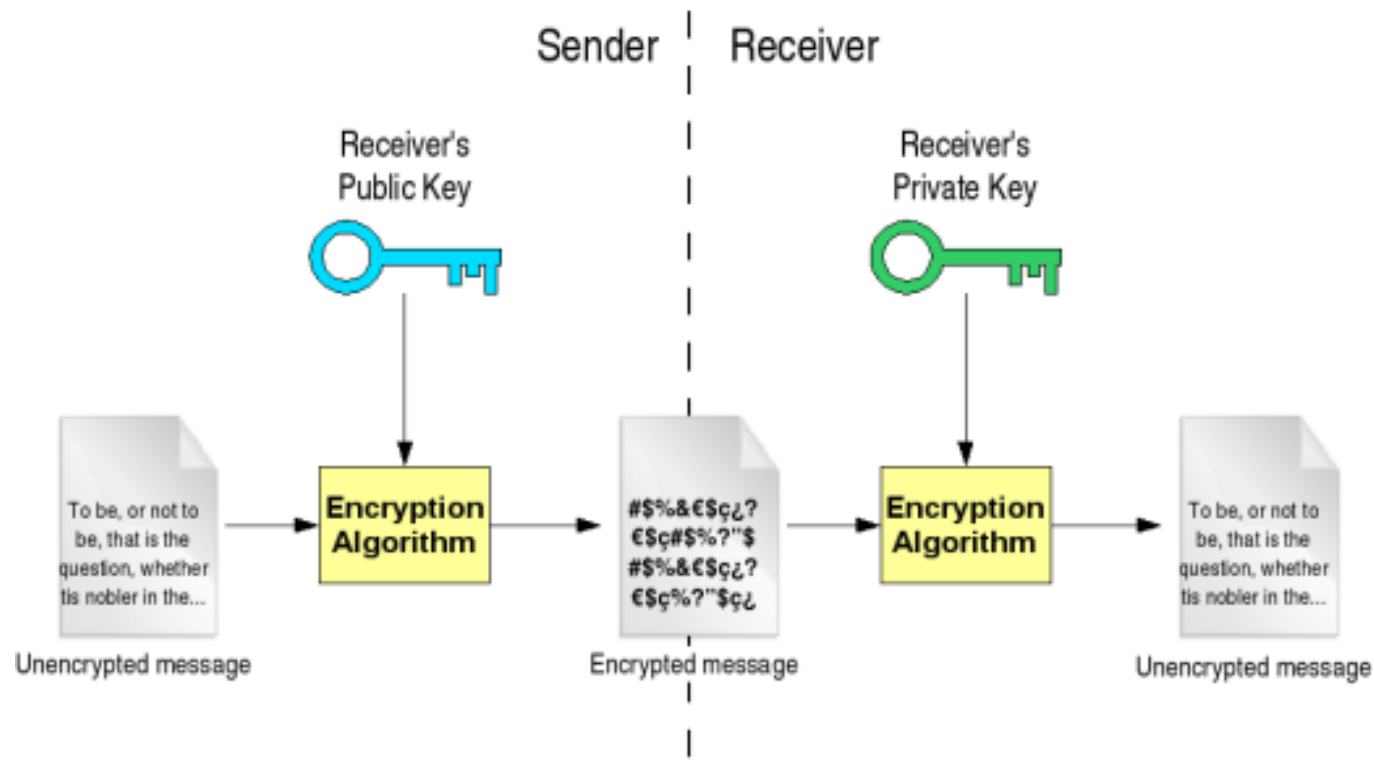 Sender
Receiver
Receiver's
Public Key
Receiver's
Private Key
To be, or not to
be, that is the
question, whether
tis nobler in the...
Unencrypted message
Encryption
Algorithm
#$%&€$ç¿?
€$ç#$%?"$
#$%&€$ç¿?
€$ç%?"$ç¿
Encrypted message
Encryption
Algorithm
To be, or not to
be, that is the
question, whether
tis nobler in the...
Unencrypted message